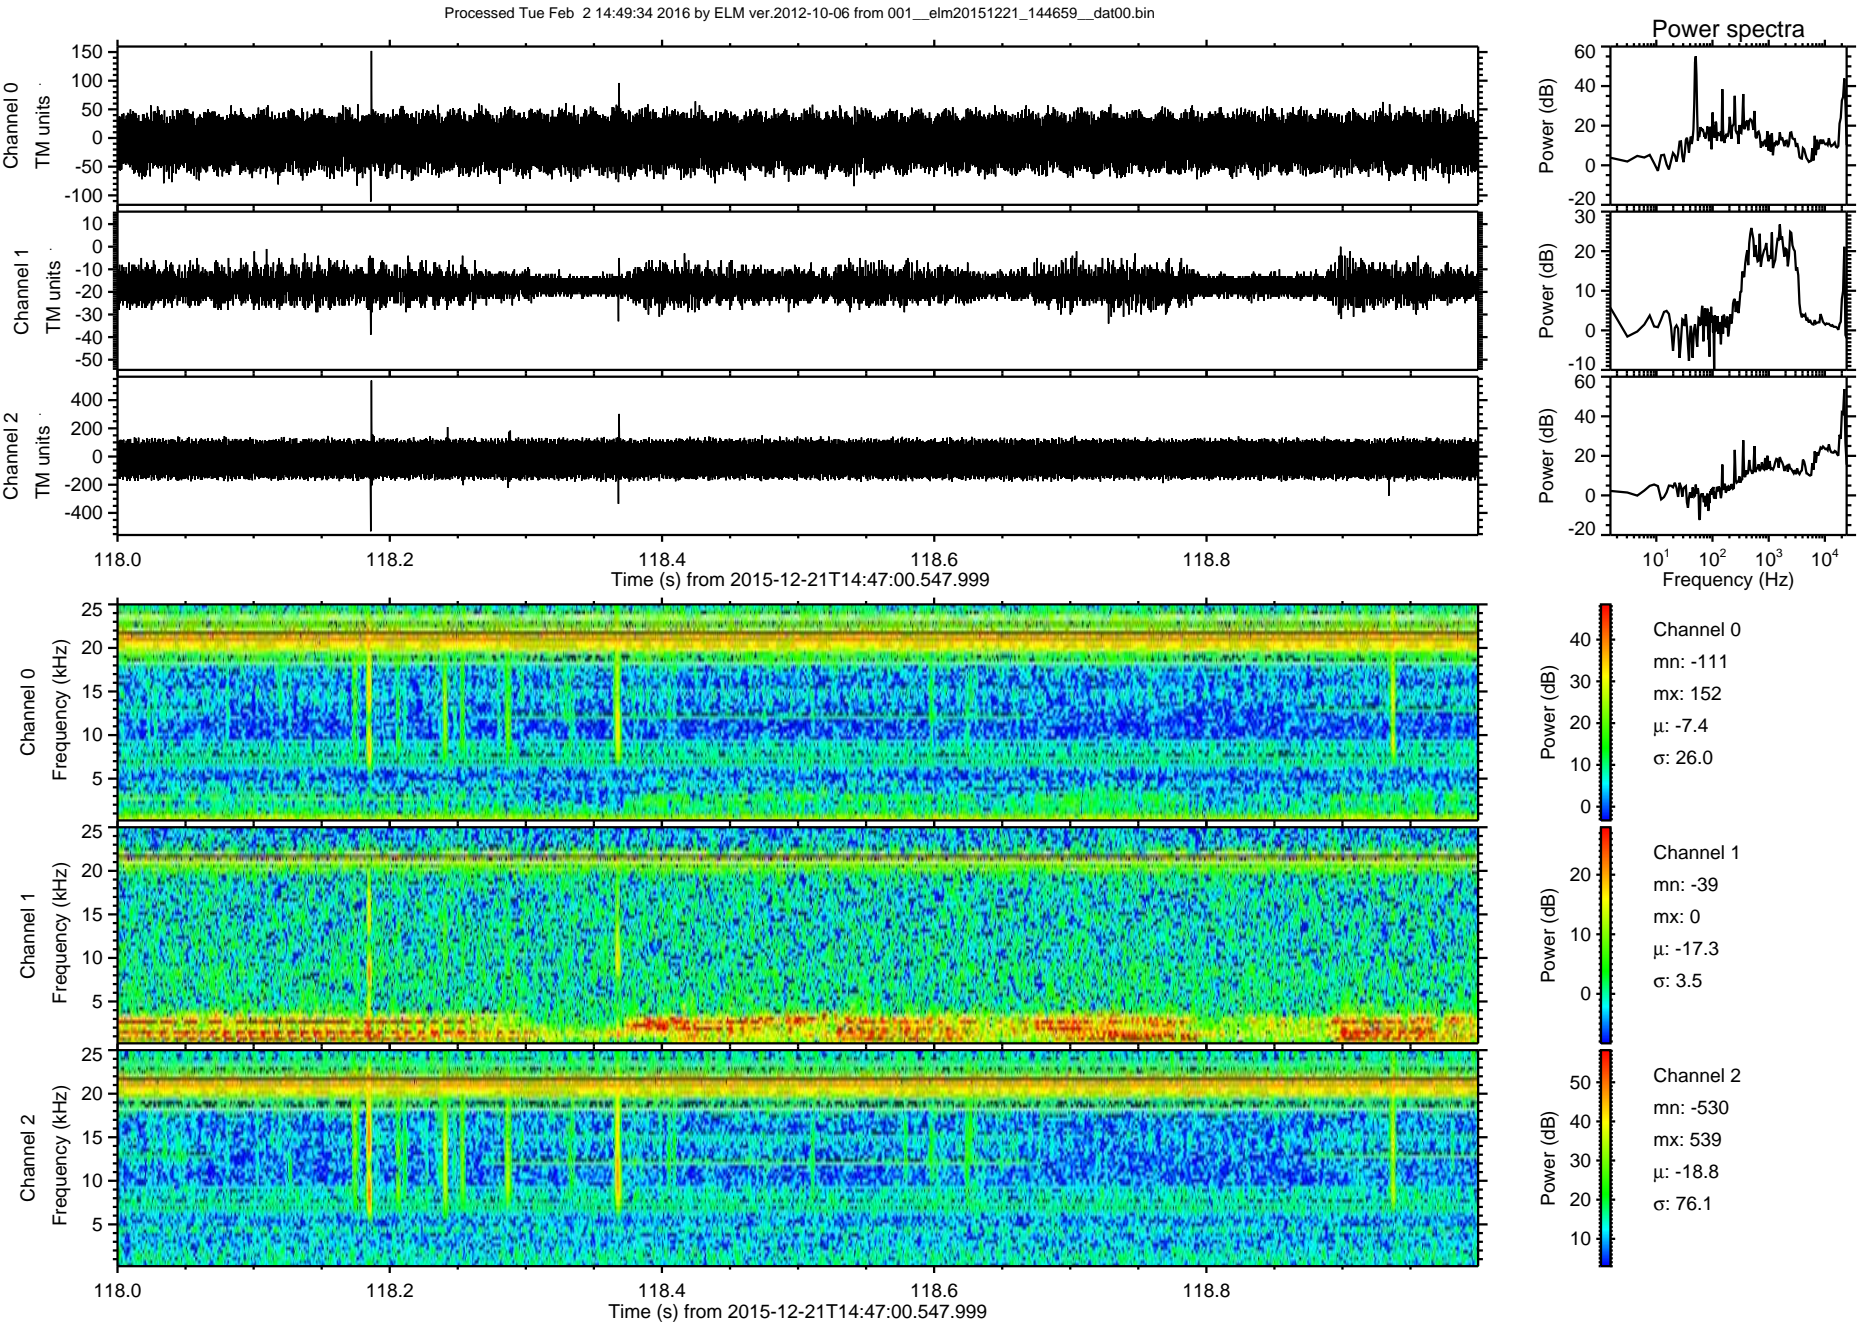 Processed Tue Feb  2 14:49:34 2016 by ELM ver.2012-10-06 from 001__elm20151221_144659__dat00.bin
Power spectra
Channel 0
TM units
150
100
50
0
-50
-100
Power (dB)
60
40
20
0
-20
Channel 1
TM units
10
0
-10
-20
-30
-40
-50
Power (dB)
30
20
10
0
-10
Channel 2
TM units
400
200
0
-200
-400
Power (dB)
60
40
20
0
-20
118.0 118.2 118.4 118.6 118.8
Time (s) from 2015-12-21T14:47:00.547.999
10^1 10^2 10^3 10^4
Frequency (Hz)
Channel 0
Frequency (kHz)
25
20
15
10
5
Power (dB)
40
30
20
10
0
Channel 0
mn: -111
mx: 152
μ: -7.4
σ: 26.0
Channel 1
Frequency (kHz)
25
20
15
10
5
Power (dB)
20
10
0
Channel 1
mn: -39
mx: 0
μ: -17.3
σ: 3.5
Channel 2
Frequency (kHz)
25
20
15
10
5
Power (dB)
50
40
30
20
10
Channel 2
mn: -530
mx: 539
μ: -18.8
σ: 76.1
118.0 118.2 118.4 118.6 118.8
Time (s) from 2015-12-21T14:47:00.547.999